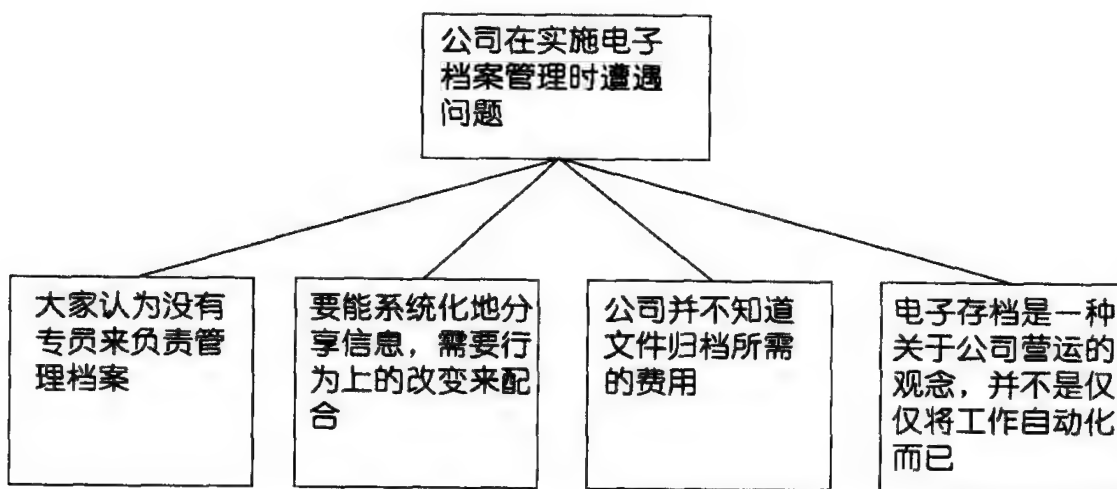 公司在实施电子
档案管理时遭遇
问题
大家认为没有
专员来负责管
理档案
要能系统化地分
享信息，需要行
为上的改变来配
合
公司并不知道
文件归档所需
的费用
电子存档是一种
关于公司营运的
观念，并不是仅
仅将工作自动化
而已